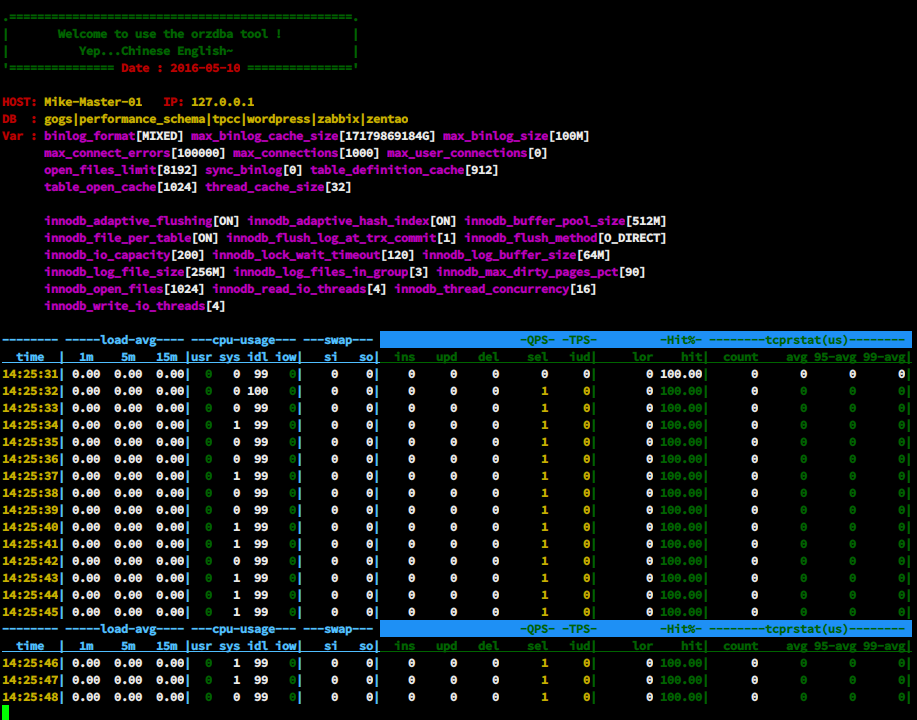 .=================================================.
|       Welcome to use the orzdba tool !          |
|          Yep...Chinese English~                 |
'=============== Date : 2016-05-10 ==============='

HOST: Mike-Master-01   IP: 127.0.0.1
DB  : gogs|performance_schema|tpcc|wordpress|zabbix|zentao
Var : binlog_format[MIXED] max_binlog_cache_size[17179869184G] max_binlog_size[100M]
      max_connect_errors[100000] max_connections[1000] max_user_connections[0]
      open_files_limit[8192] sync_binlog[0] table_definition_cache[912]
      table_open_cache[1024] thread_cache_size[32]

      innodb_adaptive_flushing[ON] innodb_adaptive_hash_index[ON] innodb_buffer_pool_size[512M]
      innodb_file_per_table[ON] innodb_flush_log_at_trx_commit[1] innodb_flush_method[O_DIRECT]
      innodb_io_capacity[200] innodb_lock_wait_timeout[120] innodb_log_buffer_size[64M]
      innodb_log_file_size[256M] innodb_log_files_in_group[3] innodb_max_dirty_pages_pct[90]
      innodb_open_files[1024] innodb_read_io_threads[4] innodb_thread_concurrency[16]
      innodb_write_io_threads[4]

-------- -----load-avg---- ---cpu-usage--- ---swap---                     -QPS- -TPS-         -Hit%- --------tcprstat(us)--------
  time  |  1m    5m   15m |usr sys idl iow|   si   so|  ins   upd   del    sel   iud|     lor    hit|  count    avg 95-avg 99-avg|
14:25:31| 0.00  0.00  0.00|  0   0  99   0|    0    0|    0     0     0      0     0|       0 100.00|      0      0      0      0|
14:25:32| 0.00  0.00  0.00|  0   0 100   0|    0    0|    0     0     0      1     0|       0 100.00|      0      0      0      0|
14:25:33| 0.00  0.00  0.00|  0   0  99   0|    0    0|    0     0     0      1     0|       0 100.00|      0      0      0      0|
14:25:34| 0.00  0.00  0.00|  0   1  99   0|    0    0|    0     0     0      1     0|       0 100.00|      0      0      0      0|
14:25:35| 0.00  0.00  0.00|  0   0  99   0|    0    0|    0     0     0      1     0|       0 100.00|      0      0      0      0|
14:25:36| 0.00  0.00  0.00|  0   0  99   0|    0    0|    0     0     0      1     0|       0 100.00|      0      0      0      0|
14:25:37| 0.00  0.00  0.00|  0   1  99   0|    0    0|    0     0     0      1     0|       0 100.00|      0      0      0      0|
14:25:38| 0.00  0.00  0.00|  0   0  99   0|    0    0|    0     0     0      1     0|       0 100.00|      0      0      0      0|
14:25:39| 0.00  0.00  0.00|  0   0  99   0|    0    0|    0     0     0      1     0|       0 100.00|      0      0      0      0|
14:25:40| 0.00  0.00  0.00|  0   1  99   0|    0    0|    0     0     0      1     0|       0 100.00|      0      0      0      0|
14:25:41| 0.00  0.00  0.00|  0   1  99   0|    0    0|    0     0     0      1     0|       0 100.00|      0      0      0      0|
14:25:42| 0.00  0.00  0.00|  0   0  99   0|    0    0|    0     0     0      1     0|       0 100.00|      0      0      0      0|
14:25:43| 0.00  0.00  0.00|  0   1  99   0|    0    0|    0     0     0      1     0|       0 100.00|      0      0      0      0|
14:25:44| 0.00  0.00  0.00|  0   1  99   0|    0    0|    0     0     0      1     0|       0 100.00|      0      0      0      0|
14:25:45| 0.00  0.00  0.00|  0   1  99   0|    0    0|    0     0     0      1     0|       0 100.00|      0      0      0      0|
-------- -----load-avg---- ---cpu-usage--- ---swap---                     -QPS- -TPS-         -Hit%- --------tcprstat(us)--------
  time  |  1m    5m   15m |usr sys idl iow|   si   so|  ins   upd   del    sel   iud|     lor    hit|  count    avg 95-avg 99-avg|
14:25:46| 0.00  0.00  0.00|  0   1  99   0|    0    0|    0     0     0      1     0|       0 100.00|      0      0      0      0|
14:25:47| 0.00  0.00  0.00|  0   1  99   0|    0    0|    0     0     0      1     0|       0 100.00|      0      0      0      0|
14:25:48| 0.00  0.00  0.00|  0   0  99   0|    0    0|    0     0     0      1     0|       0 100.00|      0      0      0      0|